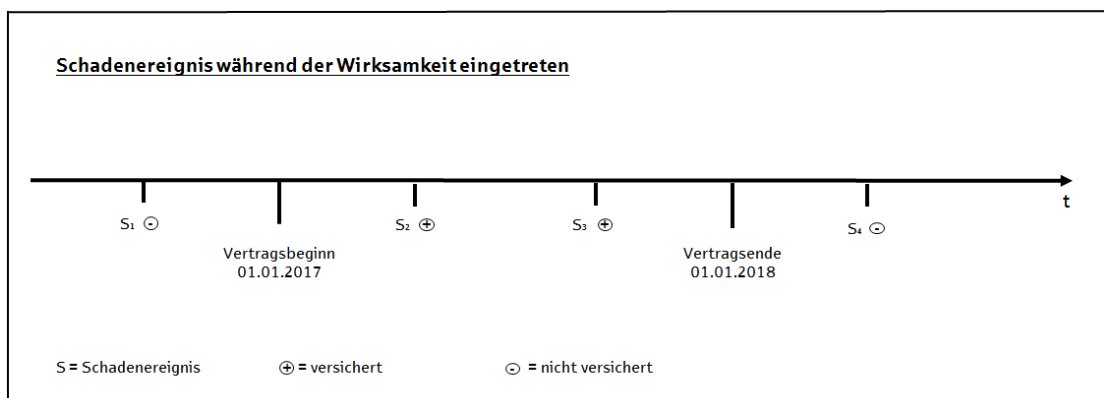 Schadenereignis während der Wirksamkeit eingetreten
t
S₁ ⊖ S₂ ⊕ S₃ ⊕ S₄ ⊖
Vertragsbeginn Vertragsende
01.01.2017 01.01.2018
S = Schadenereignis ⊕ = versichert ⊖ = nicht versichert